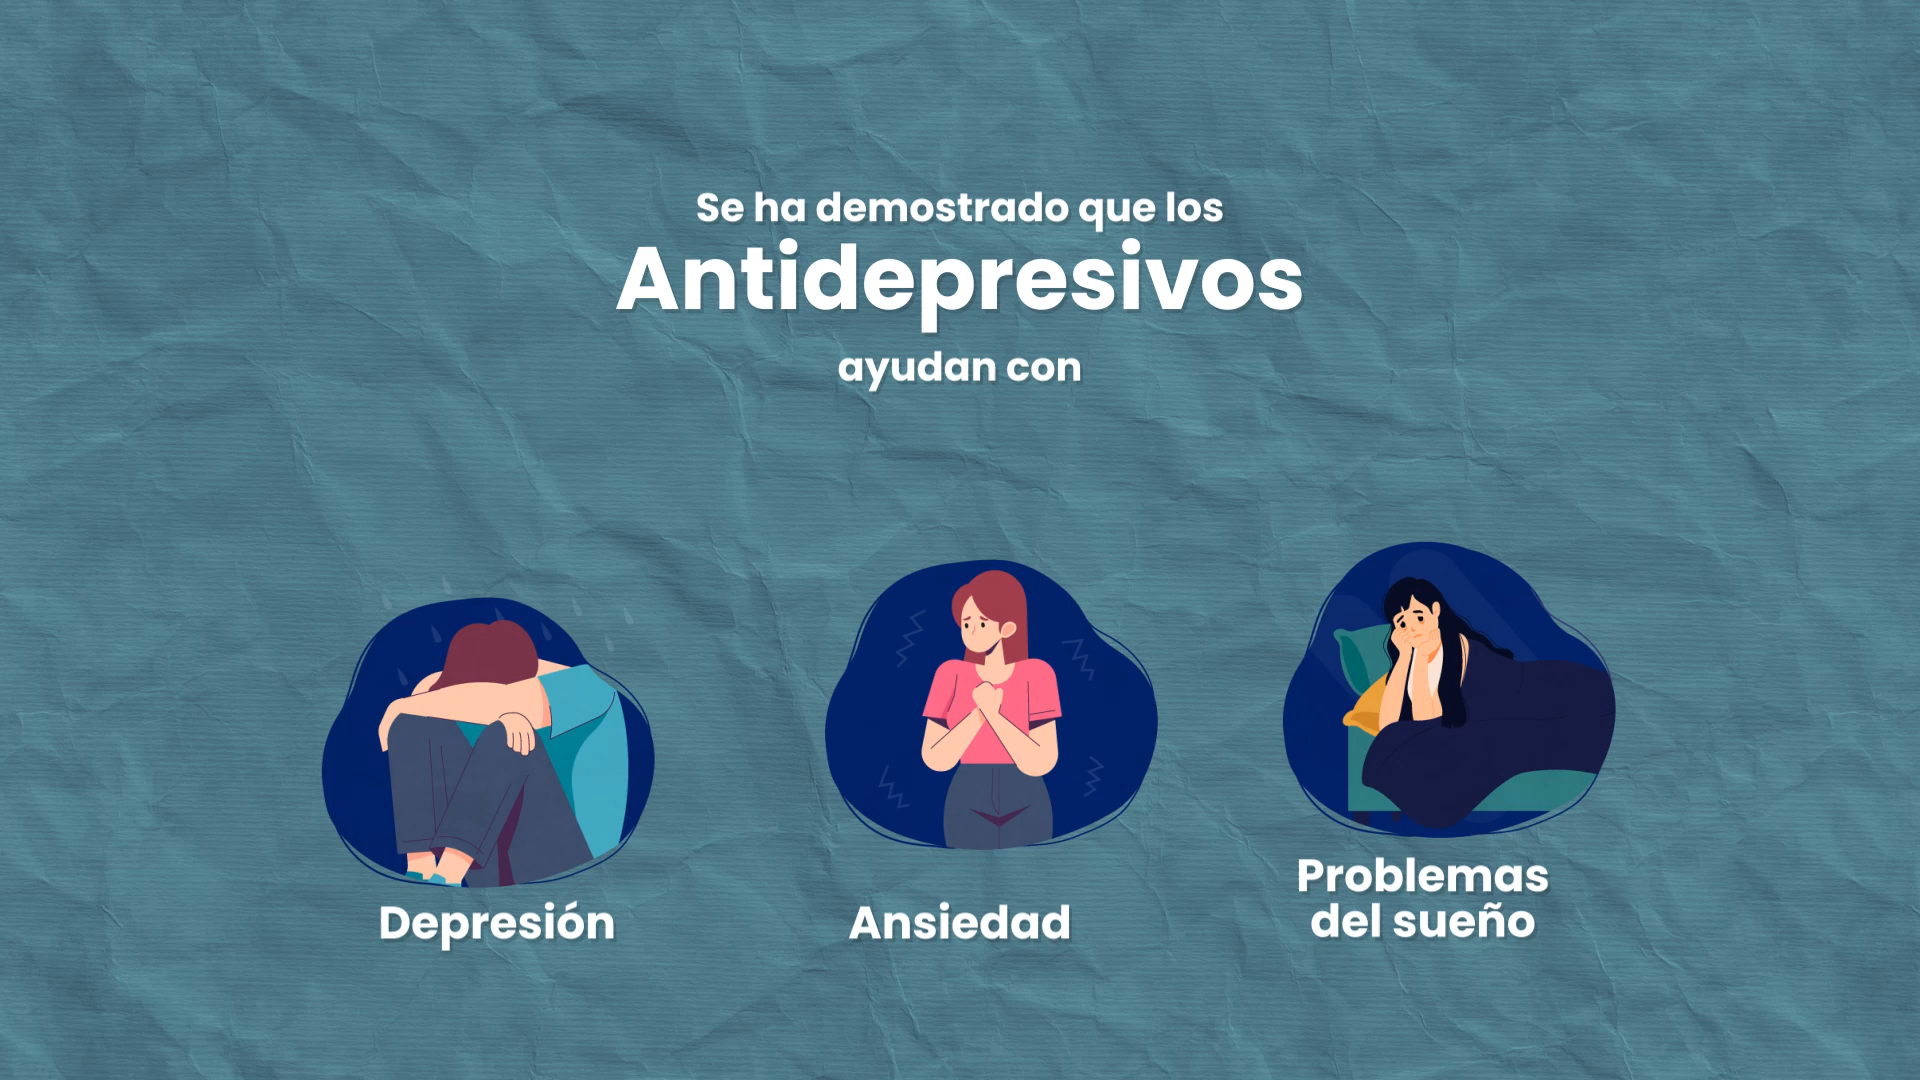 Se ha demostrado que los
Antidepresivos
ayudan con
Depresión
Ansiedad
Problemas
del sueño